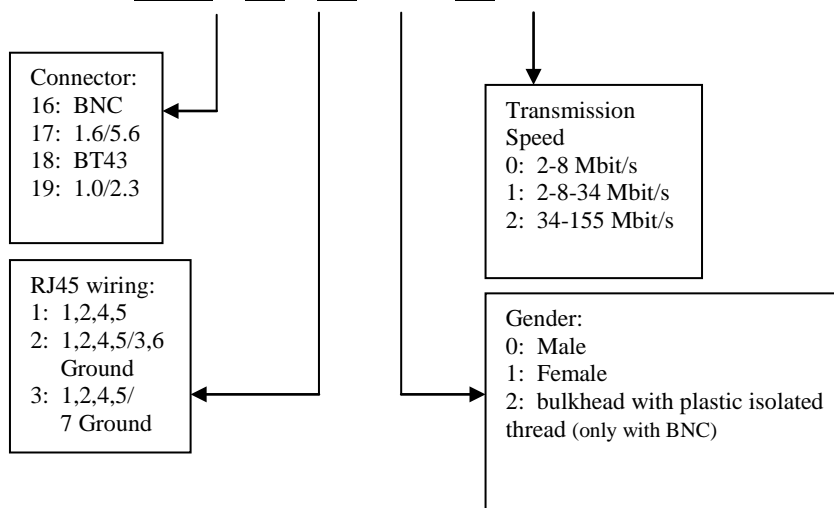 Connector:
16: BNC
17: 1.6/5.6
18: BT43
19: 1.0/2.3
Transmission
Speed
0: 2-8 Mbit/s
1: 2-8-34 Mbit/s
2: 34-155 Mbit/s
RJ45 wiring:
1: 1,2,4,5
2: 1,2,4,5/3,6
Ground
3: 1,2,4,5/
7 Ground
Gender:
0: Male
1: Female
2: bulkhead with plastic isolated
thread (only with BNC)